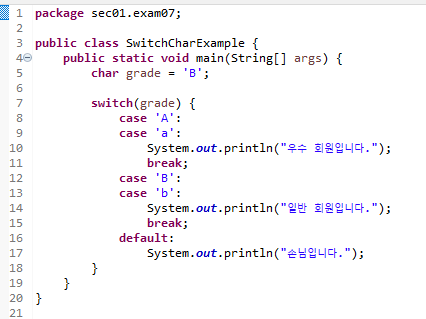 1 package sec01.exam07;
2
3 public class SwitchCharExample {
4     public static void main(String[] args) {
5         char grade = 'B';
6
7         switch(grade) {
8             case 'A':
9             case 'a':
10                 System.out.println("우수 회원입니다.");
11                 break;
12             case 'B':
13             case 'b':
14                 System.out.println("일반 회원입니다.");
15                 break;
16             default:
17                 System.out.println("손님입니다.");
18         }
19     }
20 }
21